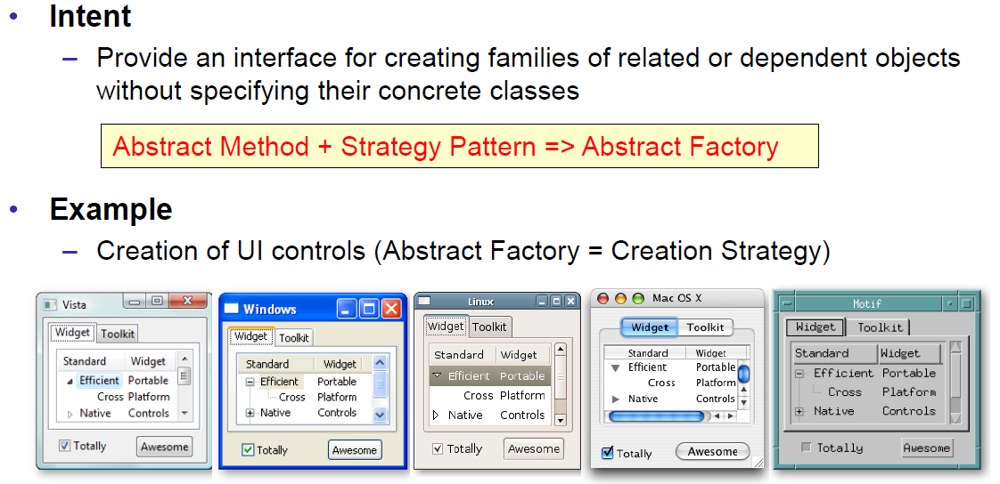 • Intent
– Provide an interface for creating families of related or dependent objects
without specifying their concrete classes
Abstract Method + Strategy Pattern => Abstract Factory
• Example
– Creation of UI controls (Abstract Factory = Creation Strategy)
Vista
Widget Toolkit
Standard Widget
Efficient Portable
Cross Platform
Native Controls
Totally Awesome
Windows
Widget Toolkit
Standard Widget
Efficient Portable
Cross Platform
Native Controls
Totally Awesome
Linux
Widget Toolkit
Standard Widget
Efficient Portable
Cross Platform
Native Controls
Totally Awesome
Mac OS X
Widget Toolkit
Standard Widget
Efficient Portable
Cross Platform
Native Controls
Totally Awesome
Motif
Widget Toolkit
Standard Widget
Efficient Portable
Cross Platform
Native Controls
Totally Awesome